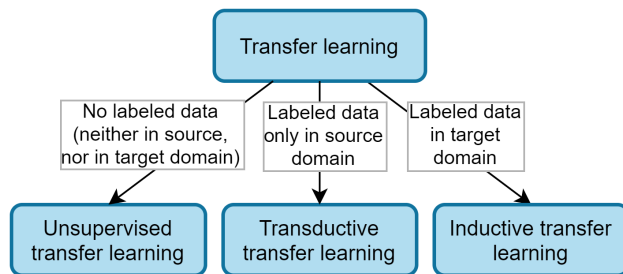 Transfer learning
No labeled data
(neither in source,
nor in target domain)
Labeled data
only in source
domain
Labeled data
in target
domain
Unsupervised
transfer learning
Transductive
transfer learning
Inductive transfer
learning